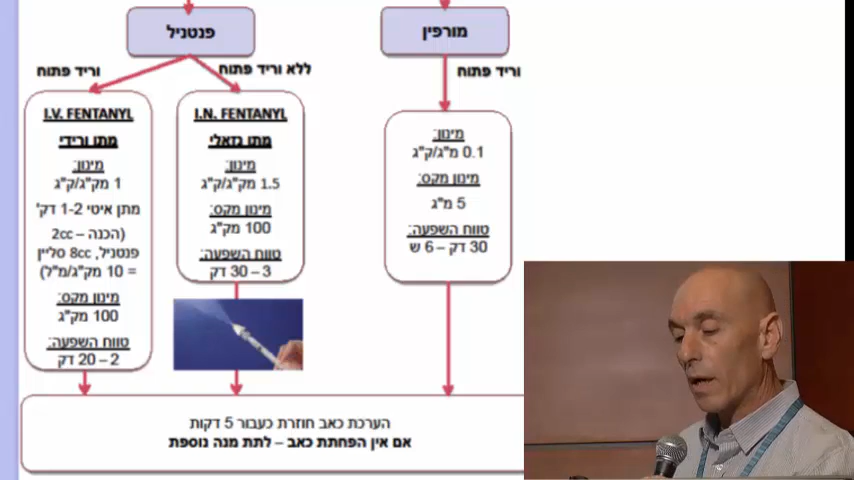 מורפין
וריד פתוח
מינון:
0.1 מ"ג/ק"ג
מינון מקס:
5 מ"ג
טווח השפעה:
30 דק – 6 ש
פנטניל
ללא וריד פתוח
I.N. FENTANYL
מתן נזאלי
מינון:
1.5 מק"ג/ק"ג
מינון מקס:
100 מק"ג
טווח השפעה:
3 – 30 דק
וריד פתוח
I.V. FENTANYL
מתן ורידי
מינון:
1 מק"ג/ק"ג
מתן איטי 1-2 דק'
(הכנה – 2cc
פנטניל, 8cc סליין
= 10 מק"ג/מ"ל)
מינון מקס:
100 מק"ג
טווח השפעה:
2 – 20 דק
הערכת כאב חוזרת כעבור 5 דקות
אם אין הפחתת כאב – לתת מנה נוספת